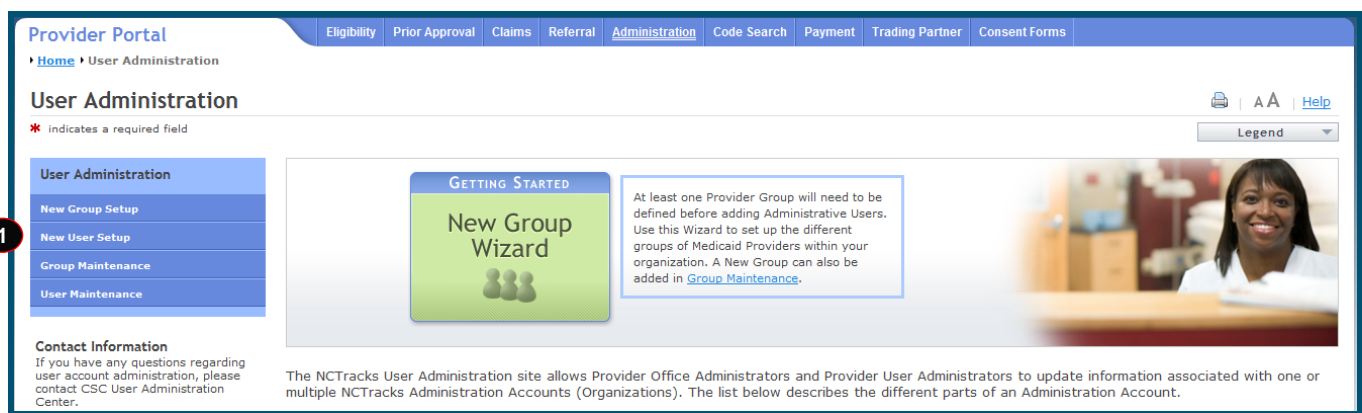 Provider Portal
Eligibility Prior Approval Claims Referral Administration Code Search Payment Trading Partner Consent Forms
Home User Administration
User Administration
A A | Help
* indicates a required field
Legend
User Administration
New Group Setup
1
New User Setup
Group Maintenance
User Maintenance
GETTING STARTED
New Group
Wizard
At least one Provider Group will need to be
defined before adding Administrative Users.
Use this Wizard to set up the different
groups of Medicaid Providers within your
organization. A New Group can also be
added in Group Maintenance.
Contact Information
If you have any questions regarding
user account administration, please
contact CSC User Administration
Center.
The NCTracks User Administration site allows Provider Office Administrators and Provider User Administrators to update information associated with one or
multiple NCTracks Administration Accounts (Organizations). The list below describes the different parts of an Administration Account.